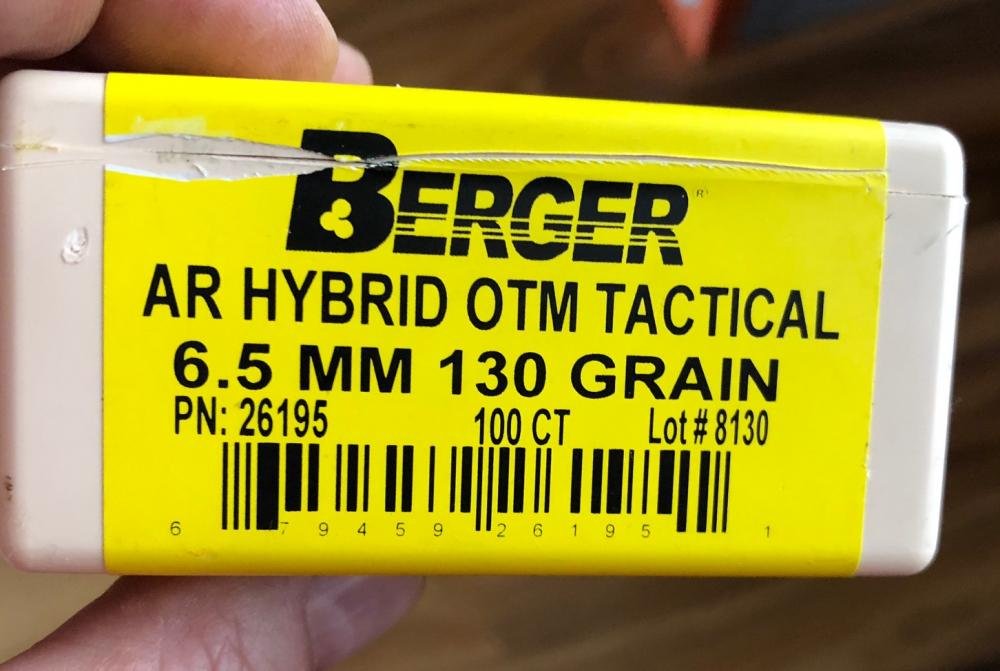 BERGER®
AR HYBRID OTM TACTICAL
6.5 MM 130 GRAIN
PN: 26195 100 CT Lot # 8130
6 79459 26195 1